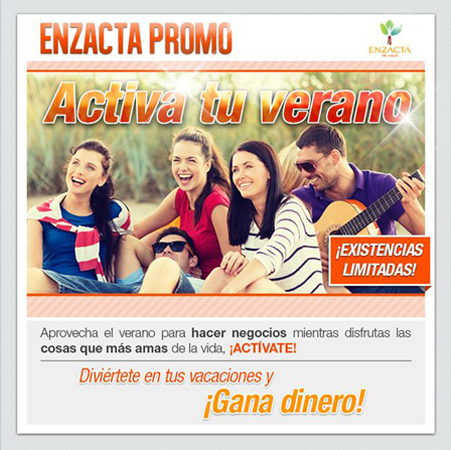 ENZACTA PROMO
ENZACTA
Activa tu verano
¡EXISTENCIAS
LIMITADAS!
Aprovecha el verano para hacer negocios mientras disfrutas las
cosas que más amas de la vida, ¡ACTÍVATE!
Diviértete en tus vacaciones y
¡Gana dinero!